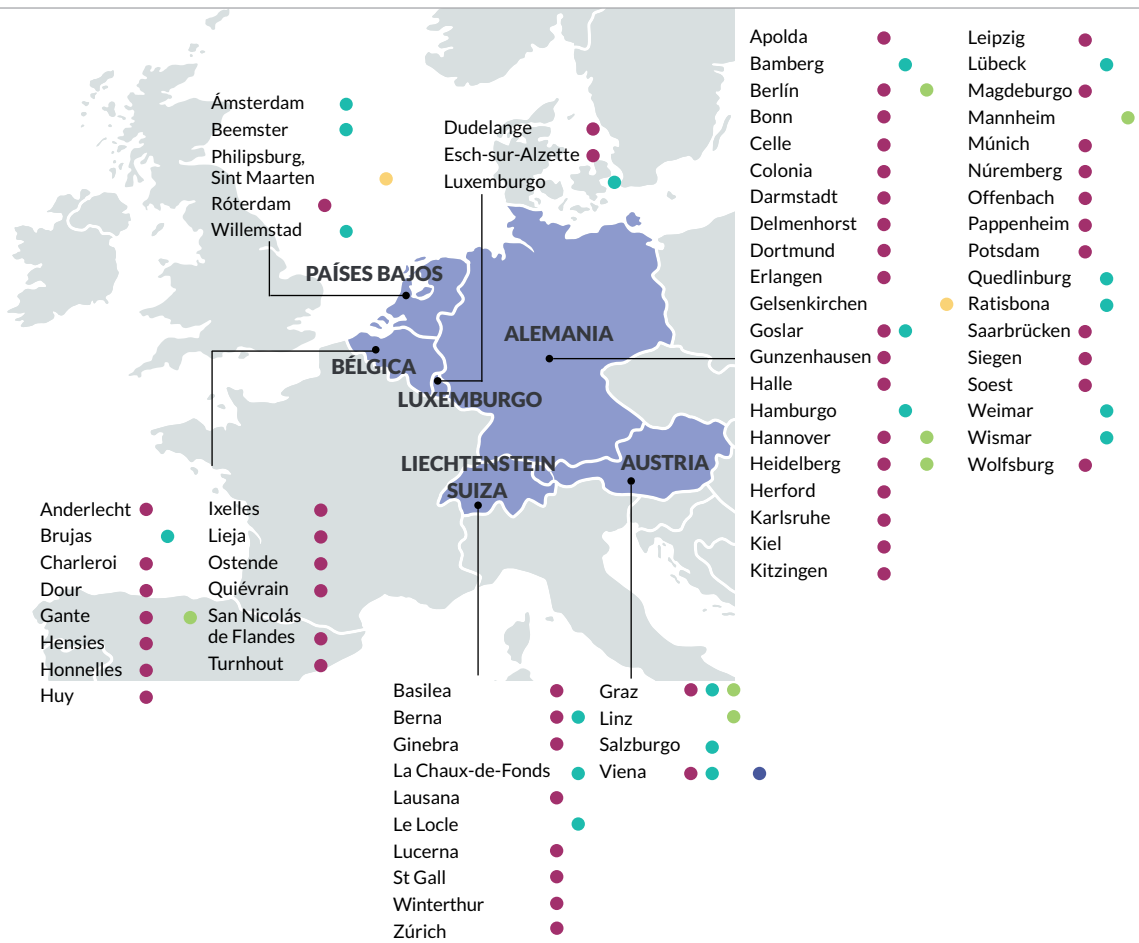 Ámsterdam
Beemster
Philipsburg,
Sint Maarten
Róterdam
Willemstad
Dudelange
Esch-sur-Alzette
Luxemburgo
PAÍSES BAJOS
BÉLGICA
LUXEMBURGO
ALEMANIA
LIECHTENSTEIN
SUIZA
AUSTRIA
Apolda
Bamberg
Berlín
Bonn
Celle
Colonia
Darmstadt
Delmenhorst
Dortmund
Erlangen
Gelsenkirchen
Goslar
Gunzenhausen
Halle
Hamburgo
Hannover
Heidelberg
Herford
Karlsruhe
Kiel
Kitzingen
Leipzig
Lübeck
Magdeburgo
Mannheim
Múnich
Núremberg
Offenbach
Pappenheim
Potsdam
Quedlinburg
Ratisbona
Saarbrücken
Siegen
Soest
Weimar
Wismar
Wolfsburg
Anderlecht
Brujas
Charleroi
Dour
Gante
Hensies
Honnelles
Huy
Ixelles
Lieja
Ostende
Quiévrain
San Nicolás
de Flandes
Turnhout
Basilea
Berna
Ginebra
La Chaux-de-Fonds
Lausana
Le Locle
Lucerna
St Gall
Winterthur
Zúrich
Graz
Linz
Salzburgo
Viena